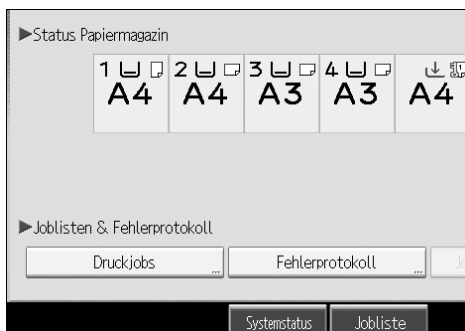 ►Status Papiermagazin
1 2 3 4
A4 A4 A3 A3 A4
►Joblisten & Fehlerprotokoll
Druckjobs ... Fehlerprotokoll ...
Systemstatus Jobliste